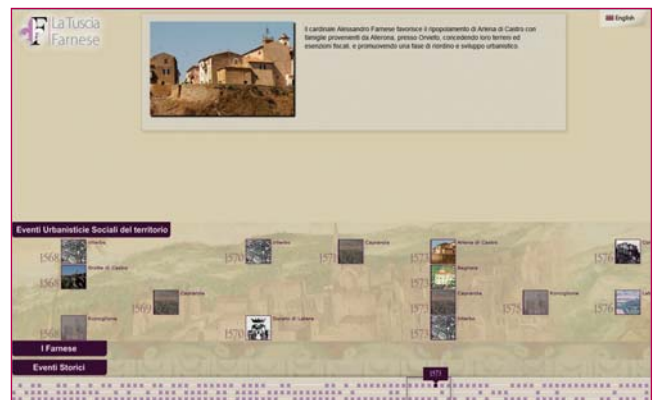 La Tuscia
Farnese
English
Il cardinale Alessandro Farnese favorisce il ripopolamento di Arlena di Castro con
famiglie provenienti da Allerona, presso Orvieto, concedendo loro terreni ed
esenzioni fiscali, e promuovendo una fase di riordino e sviluppo urbanistico.
Eventi Urbanisticie Sociali del territorio
1568 Viterbo
1570 Viterbo
1571 Caprarola
1573 Arlena di Castro
1576
1568 Grotte di Castro
1573 Bagnaia
1569 Caprarola
1573 Caprarola
1575 Ronciglione
1576
1568 Ronciglione
1570 Ducato di Latera
1573 Viterbo
I Farnese
Eventi Storici
1573